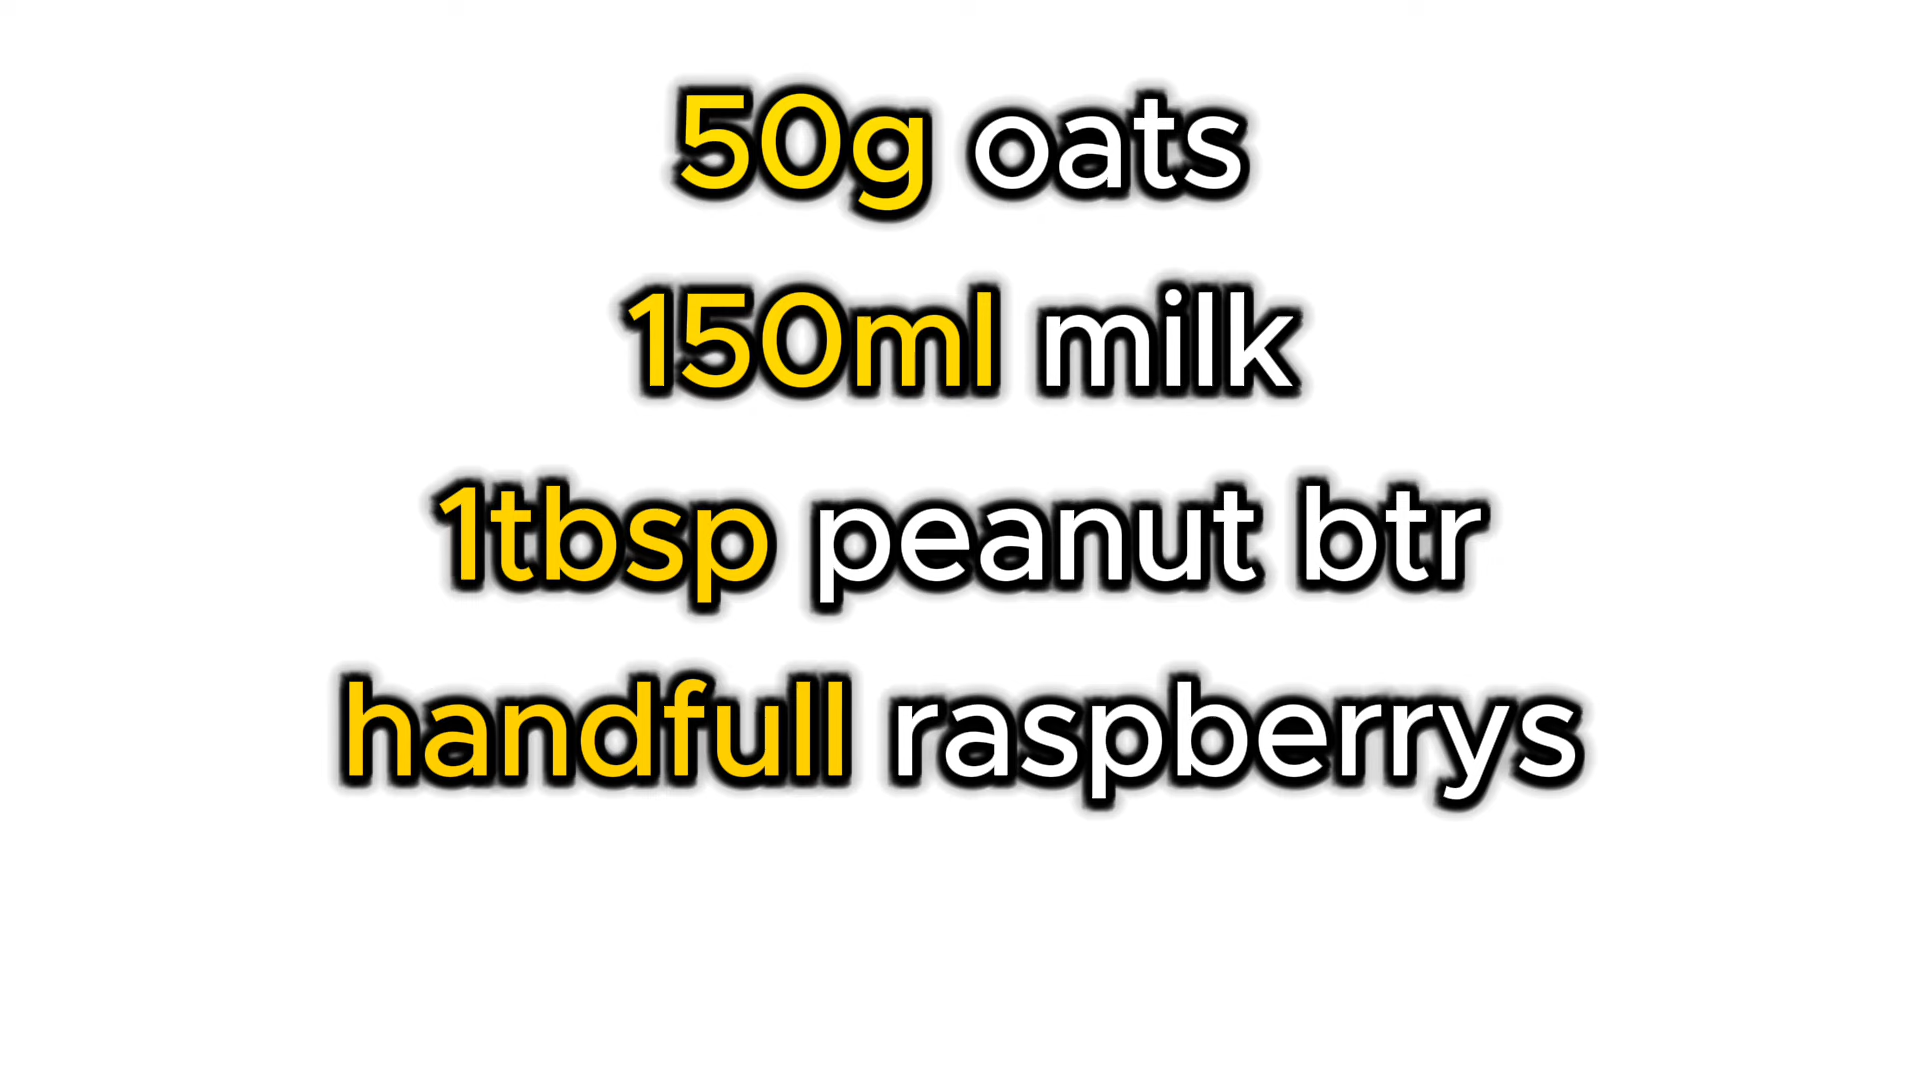 50g oats
150ml milk
1tbsp peanut btr
handfull raspberrys